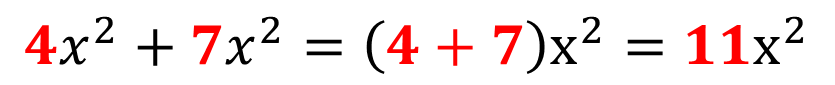 4x² + 7x² = (4 + 7)x² = 11x²